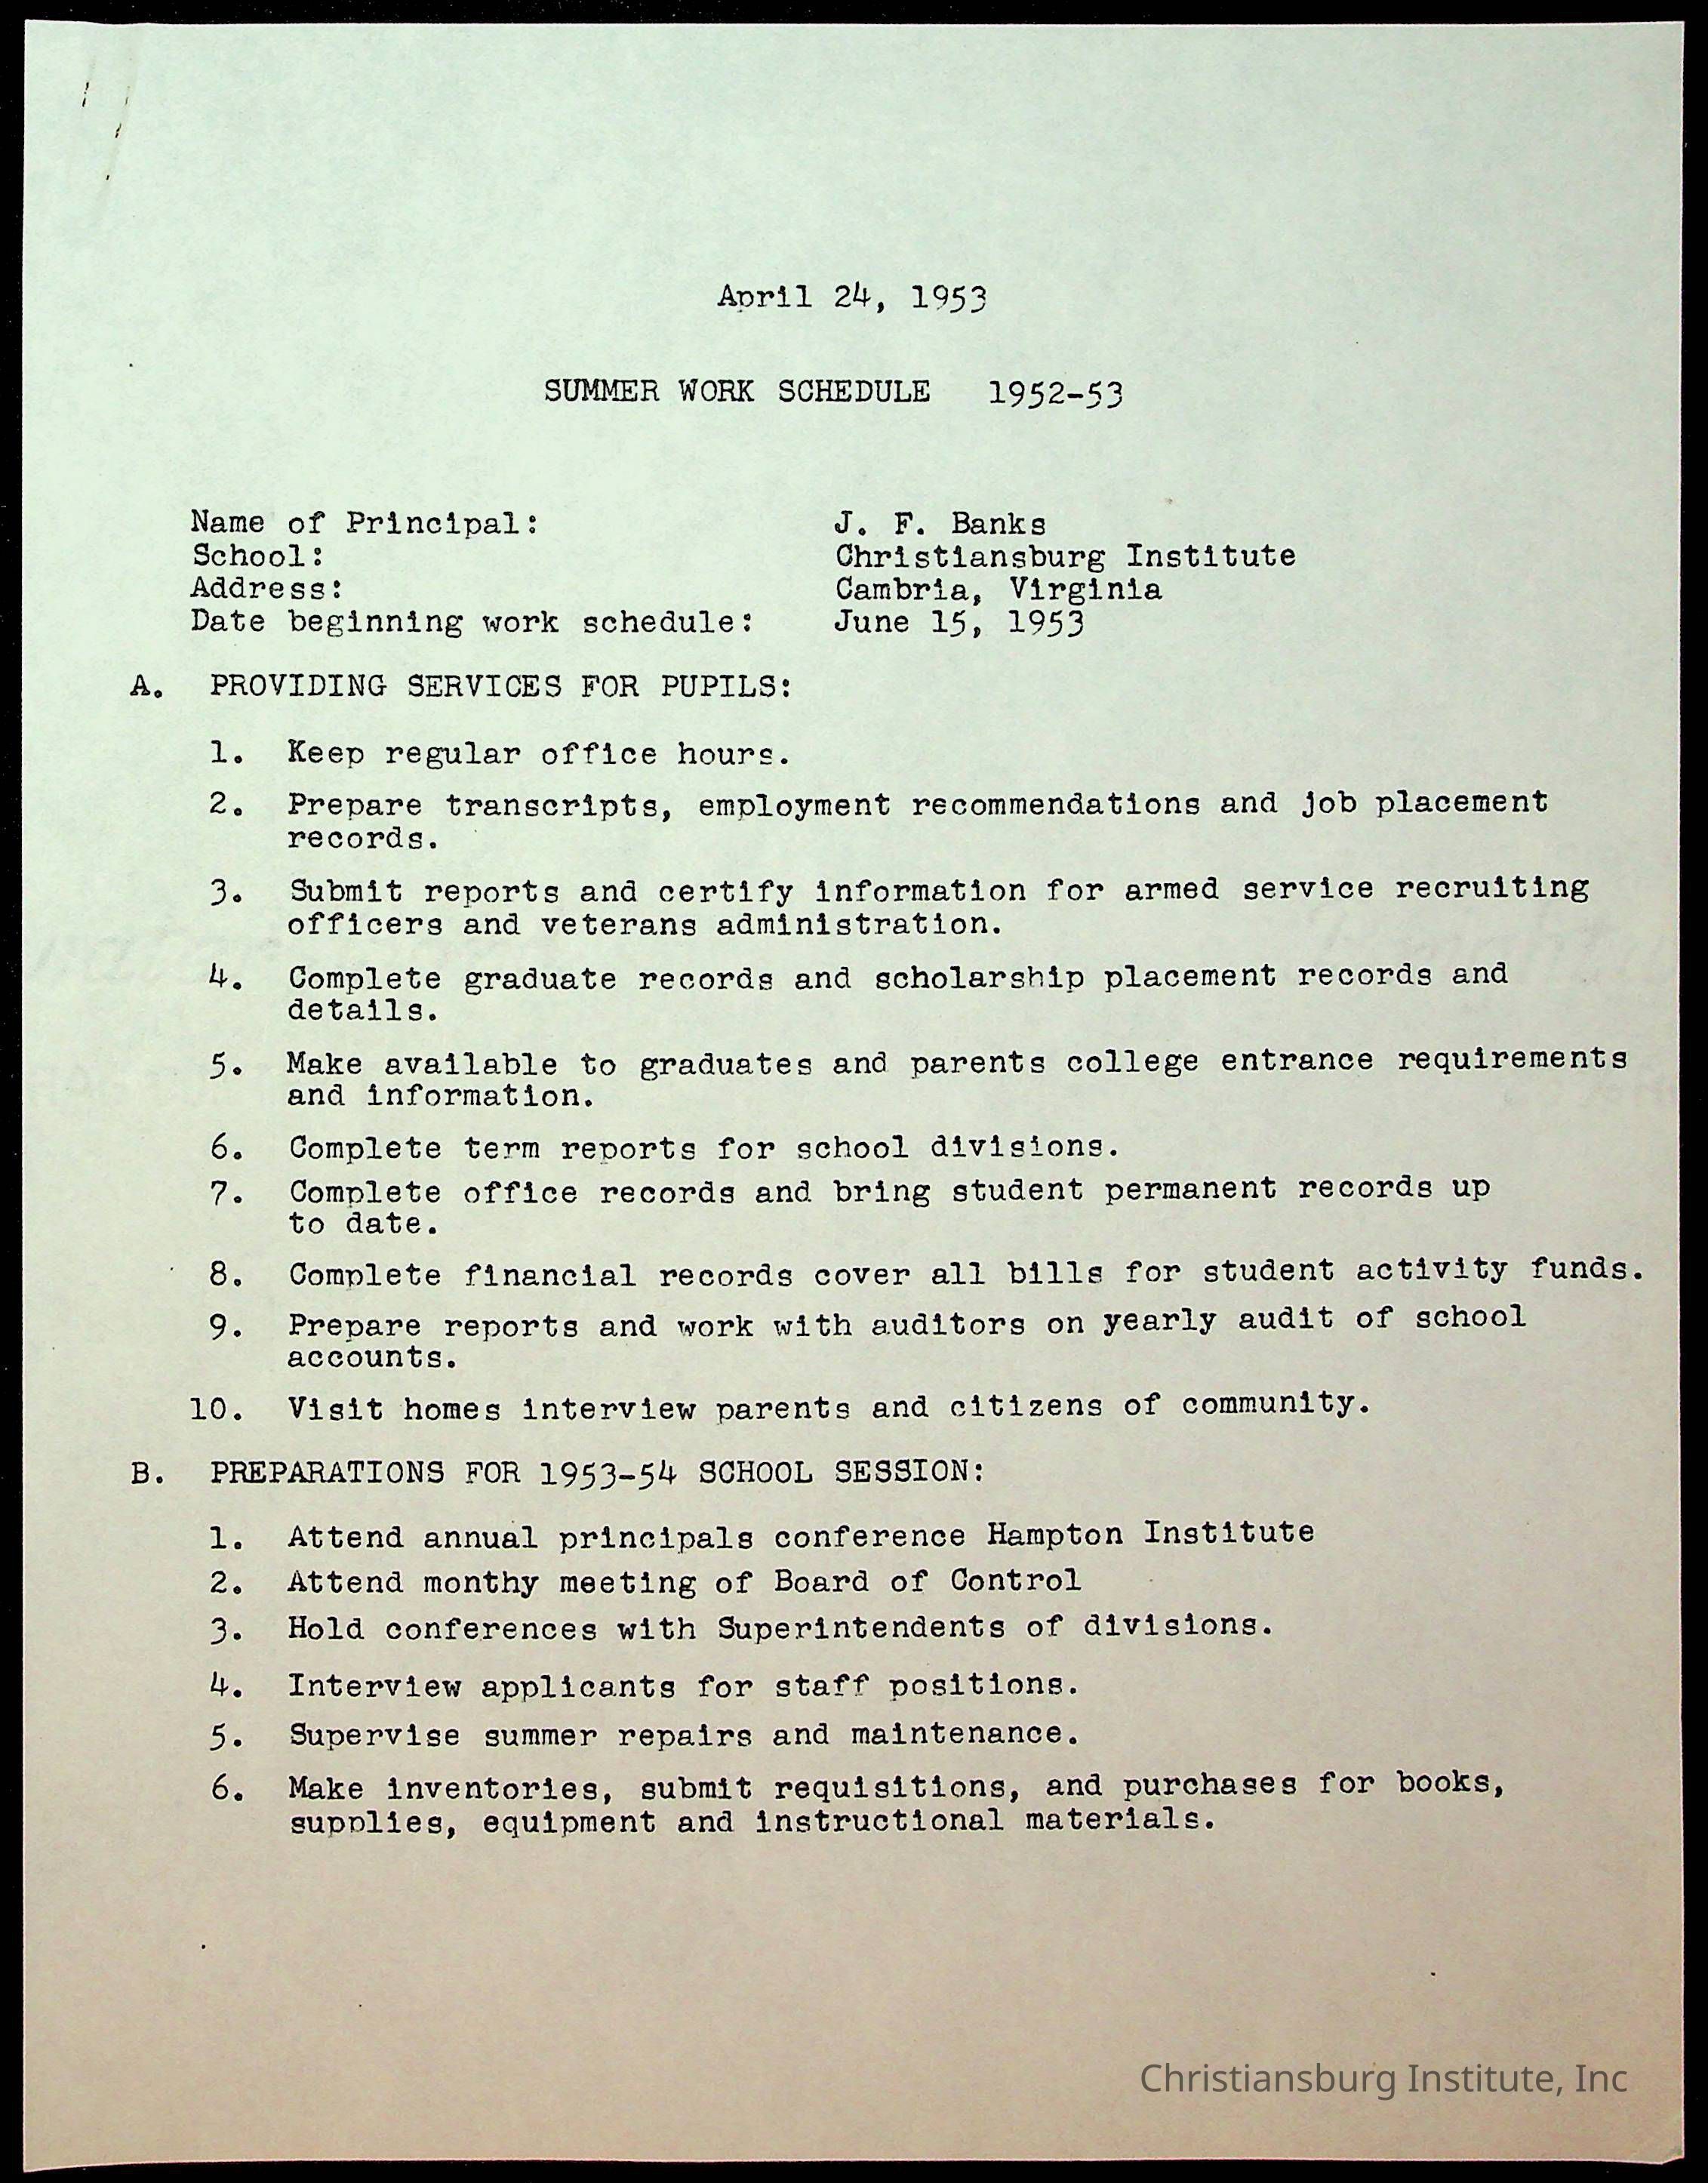 April 24, 1953
SUMMER WORK SCHEDULE 1952-53
Name of Principal: J. F. Banks
School: Christiansburg Institute
Address: Cambria, Virginia
Date beginning work schedule: June 15, 1953
A. PROVIDING SERVICES FOR PUPILS:
1. Keep regular office hours.
2. Prepare transcripts, employment recommendations and job placement
records.
3. Submit reports and certify information for armed service recruiting
officers and veterans administration.
4. Complete graduate records and scholarship placement records and
details.
5. Make available to graduates and parents college entrance requirements
and information.
6. Complete term reports for school divisions.
7. Complete office records and bring student permanent records up
to date.
8. Complete financial records cover all bills for student activity funds.
9. Prepare reports and work with auditors on yearly audit of school
accounts.
10. Visit homes interview parents and citizens of community.
B. PREPARATIONS FOR 1953-54 SCHOOL SESSION:
1. Attend annual principals conference Hampton Institute
2. Attend monthy meeting of Board of Control
3. Hold conferences with Superintendents of divisions.
4. Interview applicants for staff positions.
5. Supervise summer repairs and maintenance.
6. Make inventories, submit requisitions, and purchases for books,
supplies, equipment and instructional materials.
Christiansburg Institute, Inc